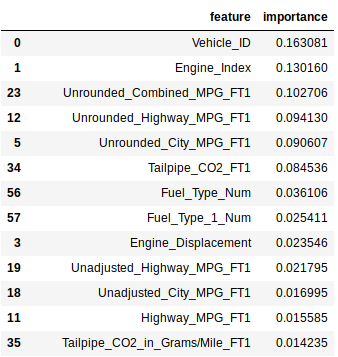 feature importance
0 Vehicle_ID 0.163081
1 Engine_Index 0.130160
23 Unrounded_Combined_MPG_FT1 0.102706
12 Unrounded_Highway_MPG_FT1 0.094130
5 Unrounded_City_MPG_FT1 0.090607
34 Tailpipe_CO2_FT1 0.084536
56 Fuel_Type_Num 0.036106
57 Fuel_Type_1_Num 0.025411
3 Engine_Displacement 0.023546
19 Unadjusted_Highway_MPG_FT1 0.021795
18 Unadjusted_City_MPG_FT1 0.016995
11 Highway_MPG_FT1 0.015585
35 Tailpipe_CO2_in_Grams/Mile_FT1 0.014235